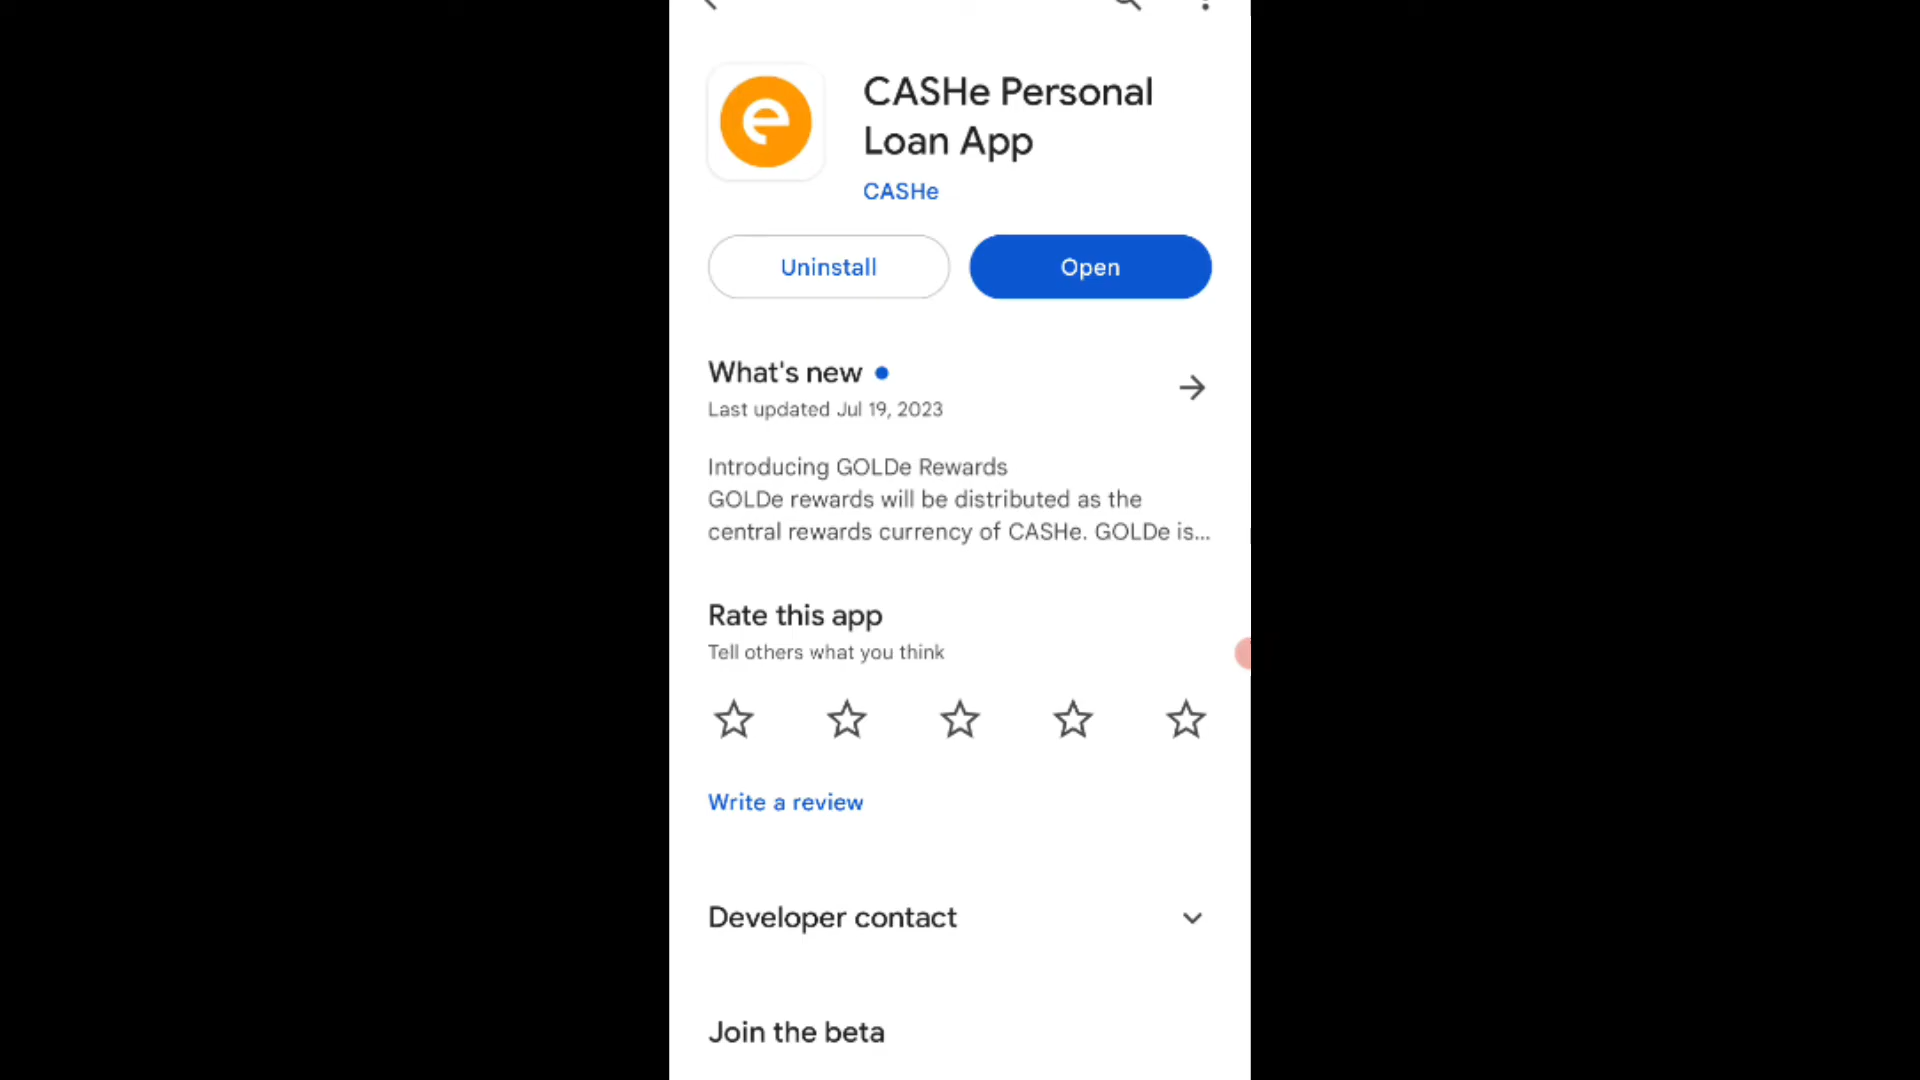 CASHe Personal
Loan App
CASHe
Uninstall
Open
What's new
Last updated Jul 19, 2023
Introducing GOLDe Rewards
GOLDe rewards will be distributed as the
central rewards currency of CASHe. GOLDe is...
Rate this app
Tell others what you think
Write a review
Developer contact
Join the beta